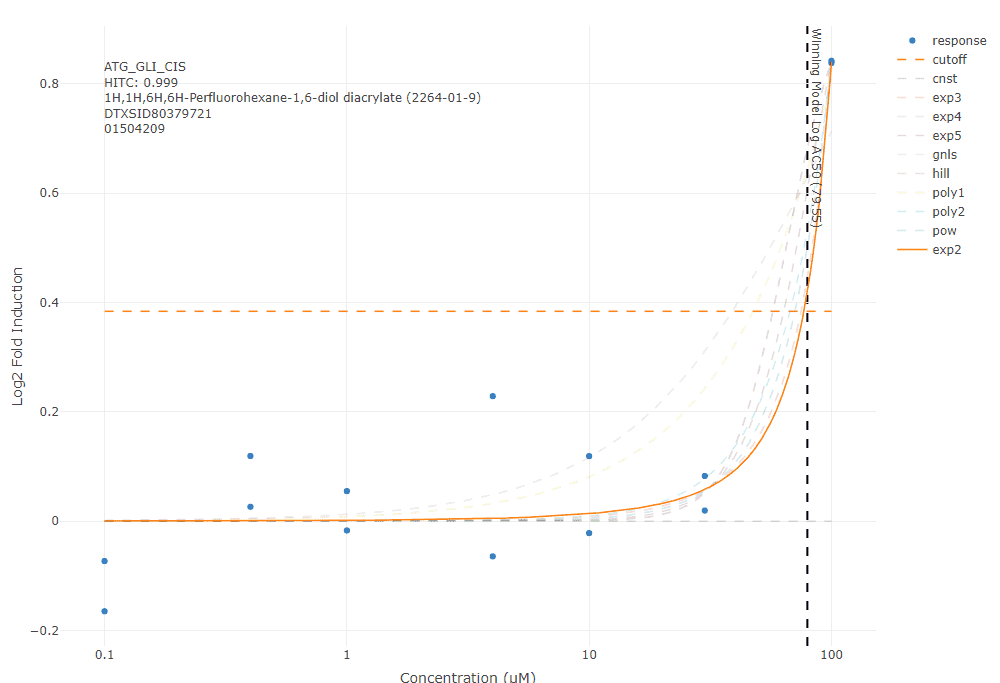 ATG_GLI_CIS
HITC: 0.999
1H,1H,6H,6H-Perfluorohexane-1,6-diol diacrylate (2264-01-9)
DTXSID80379721
01504209
Winning Model Log AC50 (79.55)
Log2 Fold Induction
0.8
0.6
0.4
0.2
0
−0.2
0.1
1
10
100
Concentration (uM)
response
cutoff
cnst
exp3
exp4
exp5
gnls
hill
poly1
poly2
pow
exp2